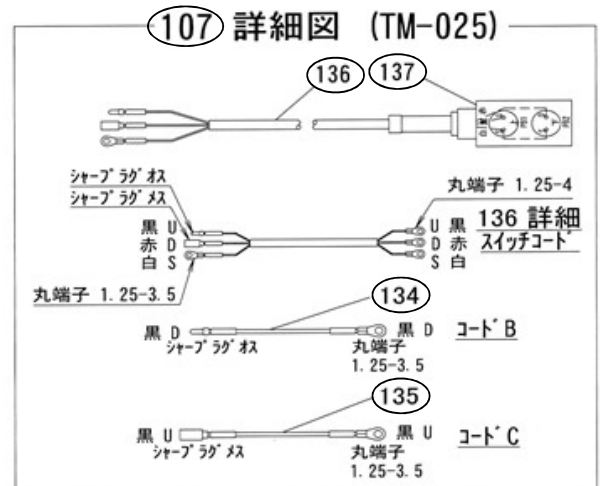 107 詳細図 (TM-025)
136 137
PB1 PB2
シャープラグオス
シャープラグメス
丸端子 1.25-4
黒 U U 黒
赤 D D 赤
白 S S 白
136 詳細
スイッチコード
丸端子 1.25-3.5
134
黒 D 黒 D コードB
シャープラグオス 丸端子
1.25-3.5
135
黒 U 黒 U コードC
シャープラグメス 丸端子
1.25-3.5